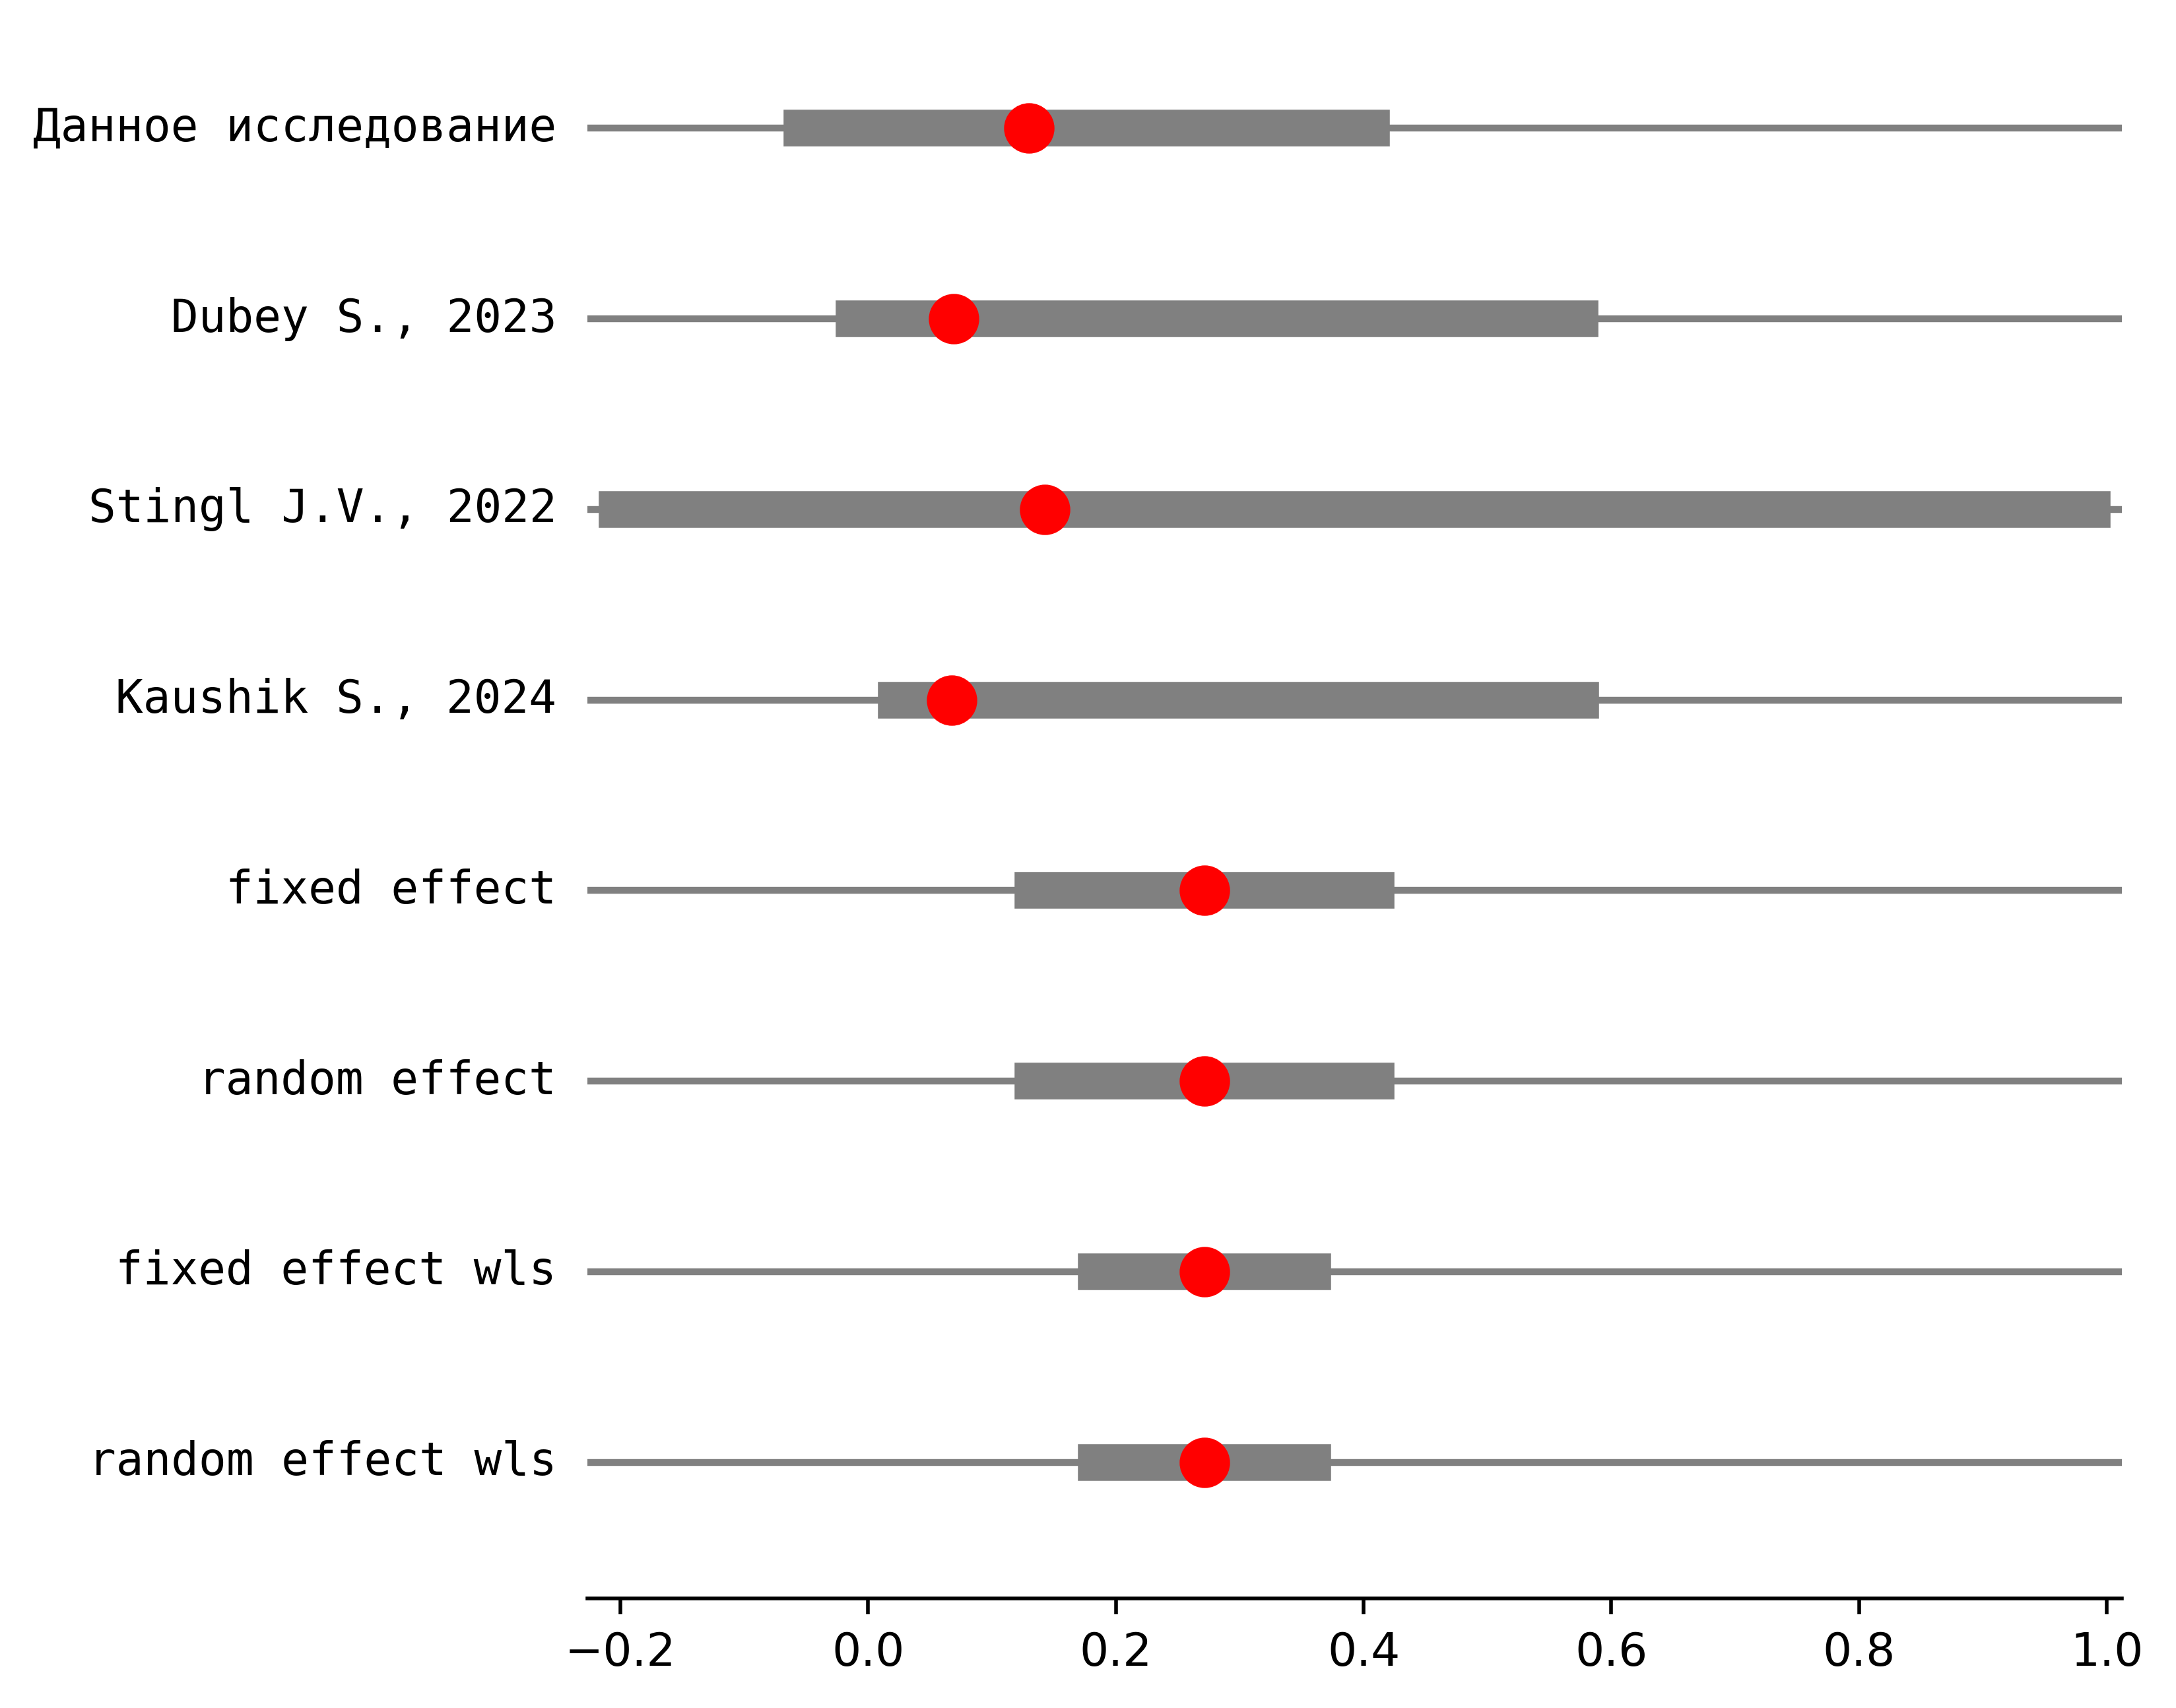 Данное исследование
Dubey S., 2023
Stingl J.V., 2022
Kaushik S., 2024
fixed effect
random effect
fixed effect wls
random effect wls
−0.2 0.0 0.2 0.4 0.6 0.8 1.0